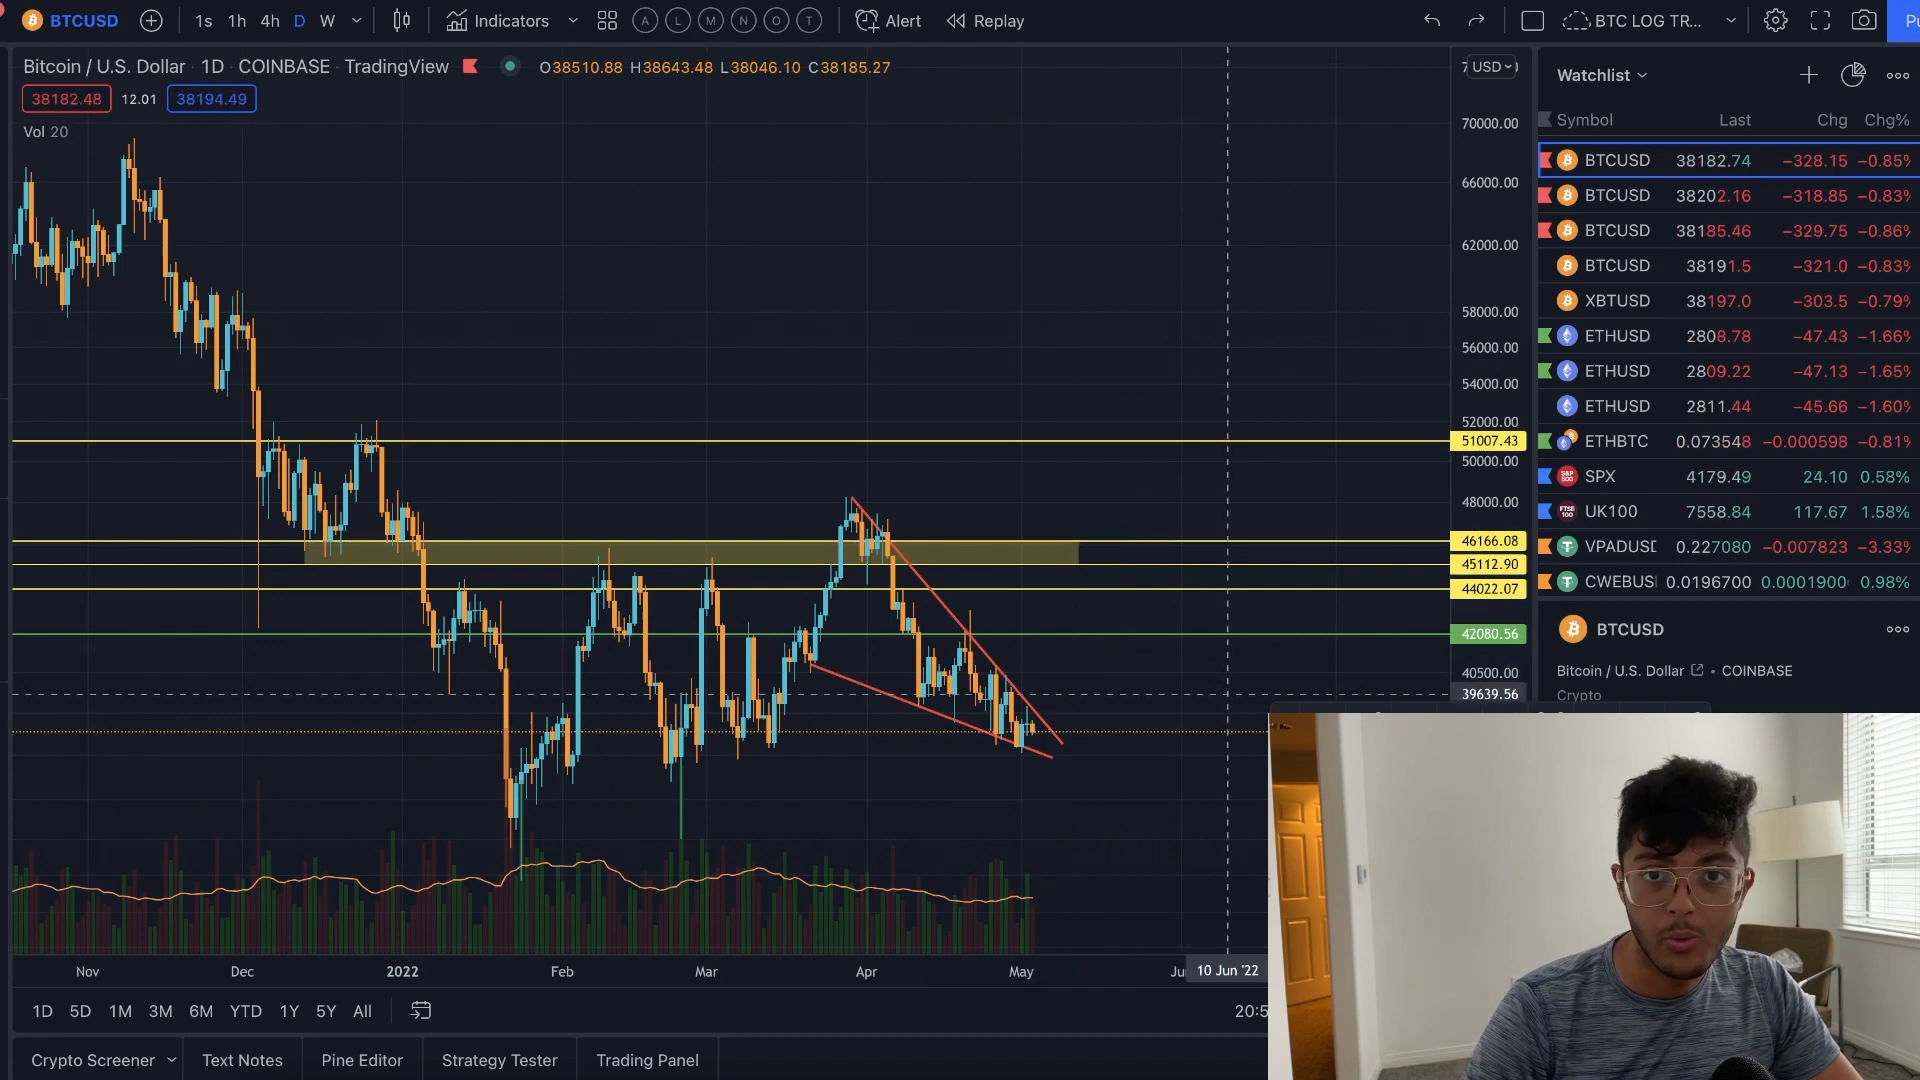 BTCUSD 1s 1h 4h D W Indicators A L M N O T Alert Replay BTC LOG TR... Pu
Bitcoin / U.S. Dollar · 1D · COINBASE · TradingView O38510.88 H38643.48 L38046.10 C38185.27
38182.48 12.01 38194.49
Vol 20
USD
70000.00
66000.00
62000.00
58000.00
56000.00
54000.00
52000.00
51007.43
50000.00
48000.00
46166.08
45112.90
44022.07
42080.56
40500.00
39639.56
Nov Dec 2022 Feb Mar Apr May Ju 10 Jun '22
1D 5D 1M 3M 6M YTD 1Y 5Y All 20:5
Crypto Screener Text Notes Pine Editor Strategy Tester Trading Panel
Watchlist
Symbol Last Chg Chg%
BTCUSD 38182.74 −328.15 −0.85%
BTCUSD 38202.16 −318.85 −0.83%
BTCUSD 38185.46 −329.75 −0.86%
BTCUSD 38191.5 −321.0 −0.83%
XBTUSD 38197.0 −303.5 −0.79%
ETHUSD 2808.78 −47.43 −1.66%
ETHUSD 2809.22 −47.13 −1.65%
ETHUSD 2811.44 −45.66 −1.60%
ETHBTC 0.073548 −0.000598 −0.81%
S&P 500 SPX 4179.49 24.10 0.58%
FTSE 100 UK100 7558.84 117.67 1.58%
VPADUSD 0.227080 −0.007823 −3.33%
CWEBUS 0.0196700 0.0001900 0.98%
BTCUSD
Bitcoin / U.S. Dollar • COINBASE
Crypto